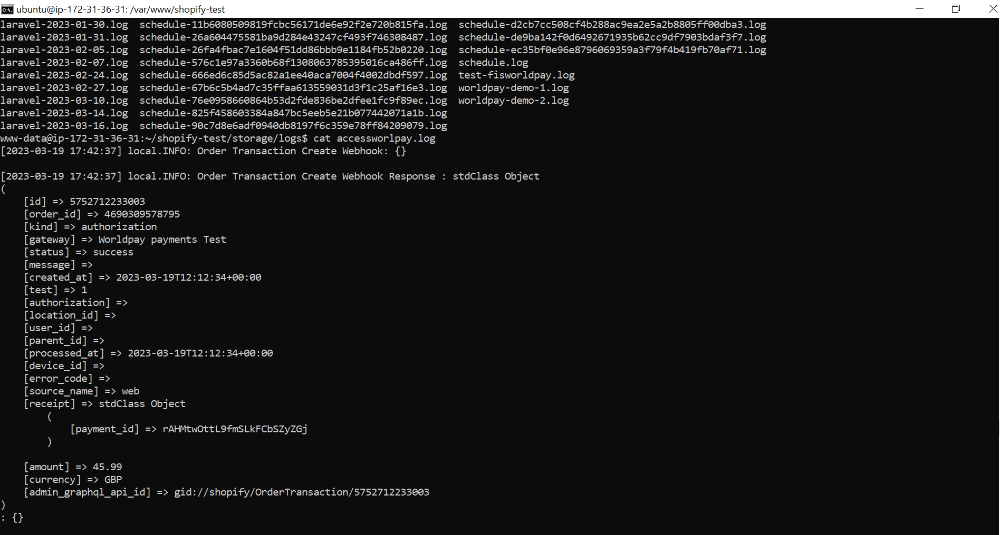 ubuntu@ip-172-31-36-31: /var/www/shopify-test
laravel-2023-01-30.log  schedule-11b6080509819fcbc56171de6e92f2e720b815fa.log  schedule-d2cb7cc508cf4b288ac9ea2e5a2b8805ff00dba3.log
laravel-2023-01-31.log  schedule-26a604475581ba9d284e43247cf493f746308487.log  schedule-de9ba142f0d6492671935b62cc9df7903bdaf3f7.log
laravel-2023-02-05.log  schedule-26fa4fbac7e1604f51dd86bbb9e1184fb52b0220.log  schedule-ec35bf0e96e8796069359a3f79f4b419fb70af71.log
laravel-2023-02-07.log  schedule-576c1e97a3360b68f1308063785395016ca486ff.log  schedule.log
laravel-2023-02-24.log  schedule-666ed6c85d5ac82a1ee40aca7004f4002dbdf597.log  test-fisworldpay.log
laravel-2023-02-27.log  schedule-67b6c5b4ad7c35ffaa613559031d3f1c25af16e3.log  worldpay-demo-1.log
laravel-2023-03-10.log  schedule-76e0958660864b53d2fde836be2dfee1fc9f89ec.log  worldpay-demo-2.log
laravel-2023-03-14.log  schedule-825f458603384a847bc5eeb5e21b077442071a1b.log
laravel-2023-03-16.log  schedule-90c7d8e6adf0940db8197f6c359e78ff84209079.log
www-data@ip-172-31-36-31:~/shopify-test/storage/logs$ cat accessworlpay.log
[2023-03-19 17:42:37] local.INFO: Order Transaction Create Webhook: {}
[2023-03-19 17:42:37] local.INFO: Order Transaction Create Webhook Response : stdClass Object
(
    [id] => 5752712233003
    [order_id] => 4690309578795
    [kind] => authorization
    [gateway] => Worldpay payments Test
    [status] => success
    [message] =>
    [created_at] => 2023-03-19T12:12:34+00:00
    [test] => 1
    [authorization] =>
    [location_id] =>
    [user_id] =>
    [parent_id] =>
    [processed_at] => 2023-03-19T12:12:34+00:00
    [device_id] =>
    [error_code] =>
    [source_name] => web
    [receipt] => stdClass Object
        (
            [payment_id] => rAHMtwOttL9fmSLkFCbSZyZGj
        )
    [amount] => 45.99
    [currency] => GBP
    [admin_graphql_api_id] => gid://shopify/OrderTransaction/5752712233003
)
: {}